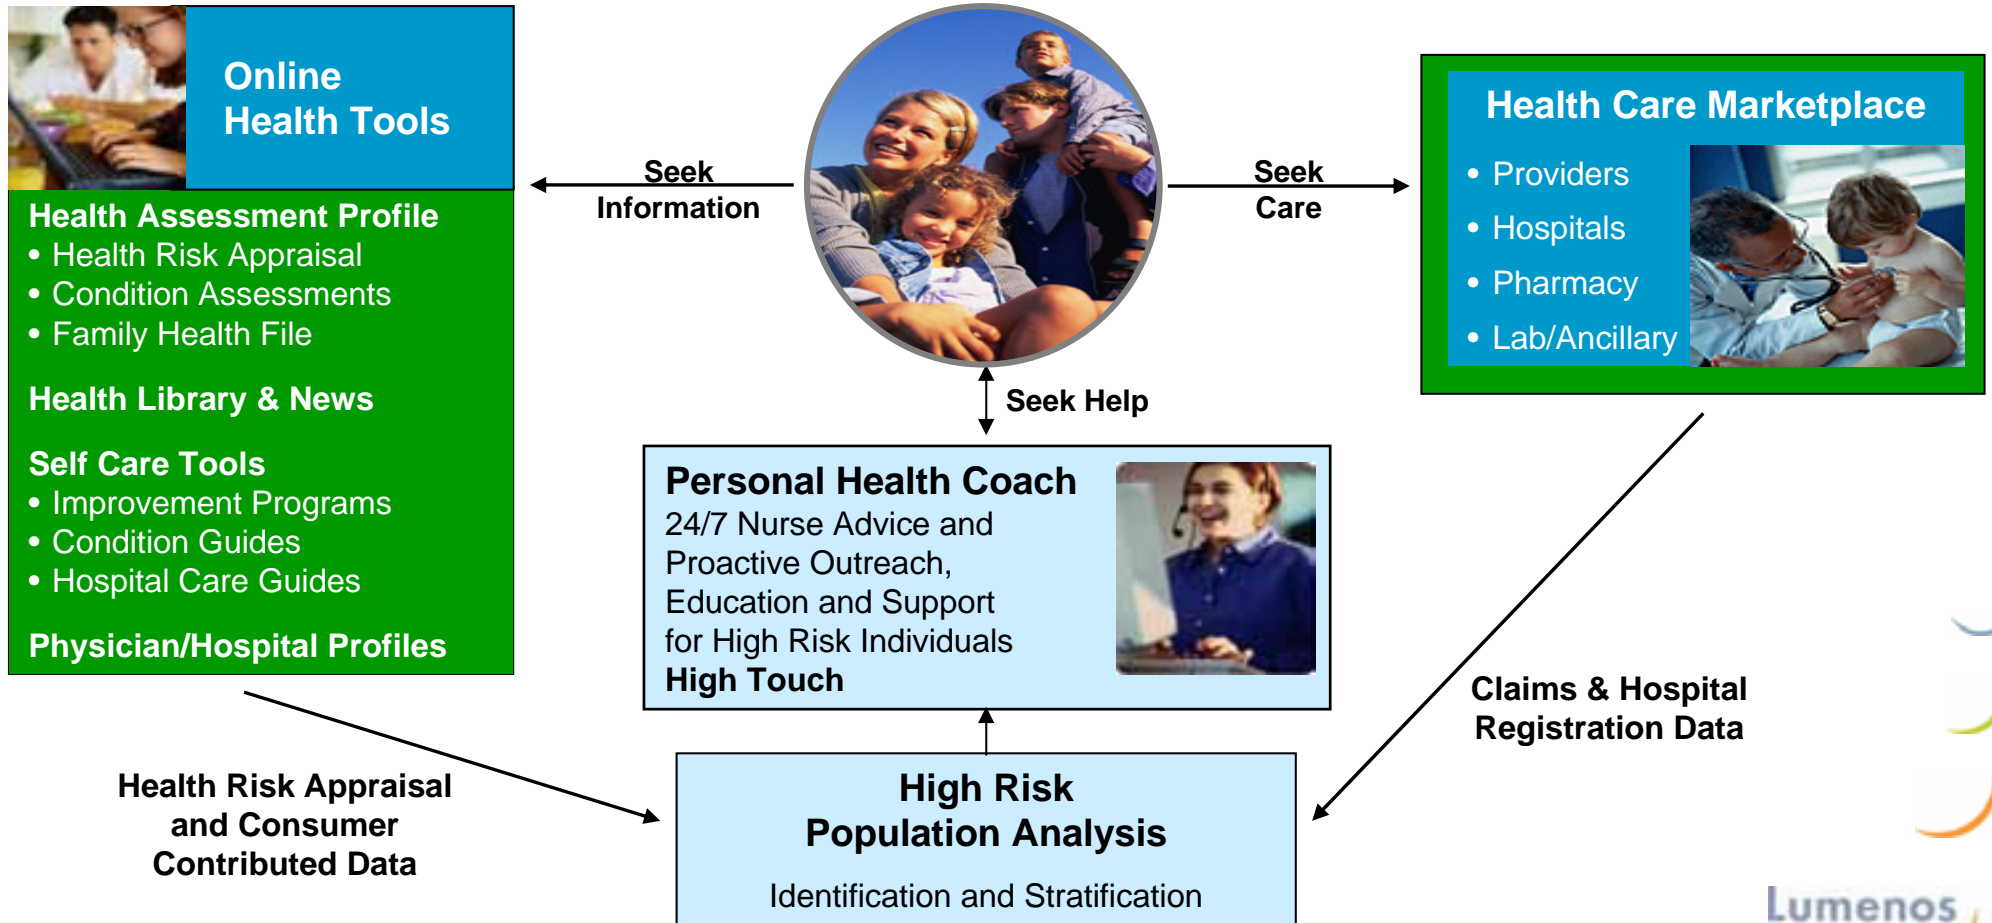 Online
Health Tools
Health Assessment Profile
• Health Risk Appraisal
• Condition Assessments
• Family Health File
Health Library & News
Self Care Tools
• Improvement Programs
• Condition Guides
• Hospital Care Guides
Physician/Hospital Profiles
Seek
Information
Seek
Care
Health Care Marketplace
• Providers
• Hospitals
• Pharmacy
• Lab/Ancillary
Seek Help
Personal Health Coach
24/7 Nurse Advice and
Proactive Outreach,
Education and Support
for High Risk Individuals
High Touch
Claims & Hospital
Registration Data
Health Risk Appraisal
and Consumer
Contributed Data
High Risk
Population Analysis
Identification and Stratification
Lumenos